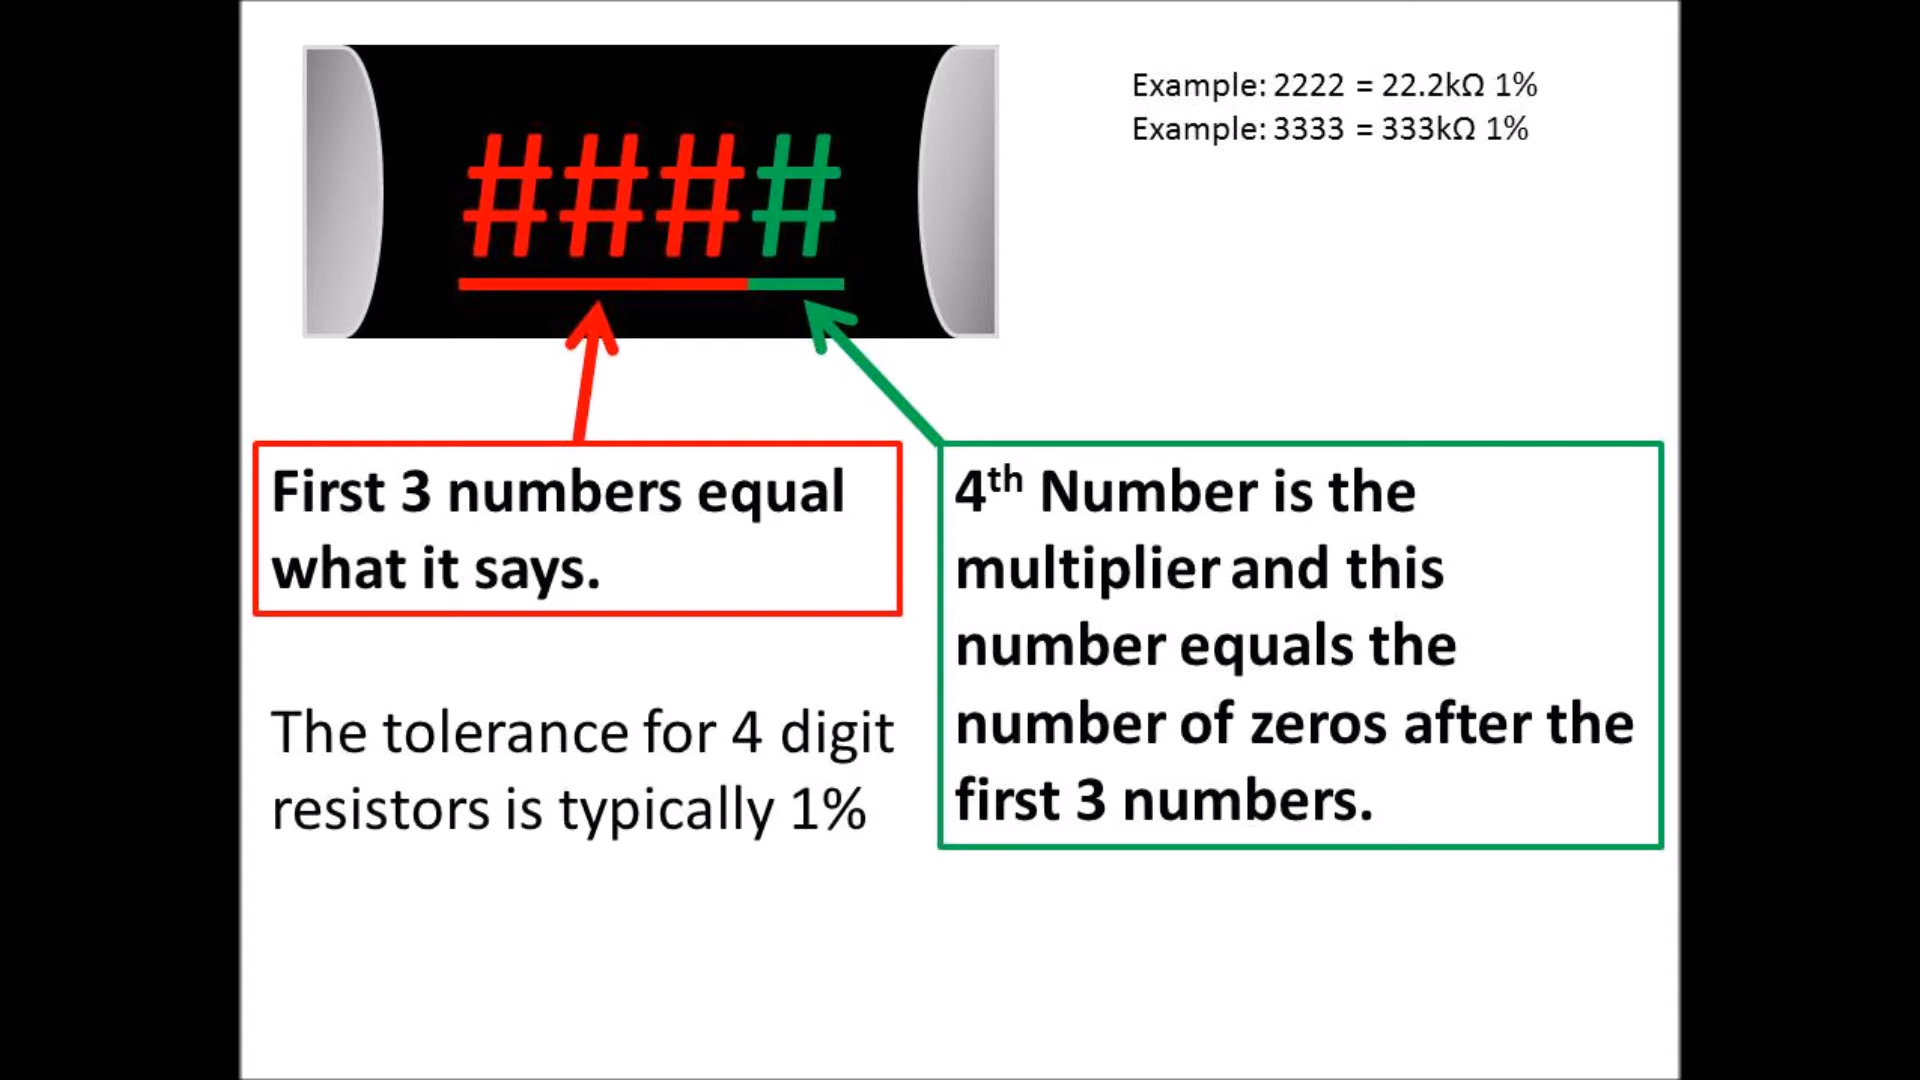 ####
Example: 2222 = 22.2kΩ 1%
Example: 3333 = 333kΩ 1%
First 3 numbers equal
what it says.
The tolerance for 4 digit
resistors is typically 1%
4th Number is the
multiplier and this
number equals the
number of zeros after the
first 3 numbers.